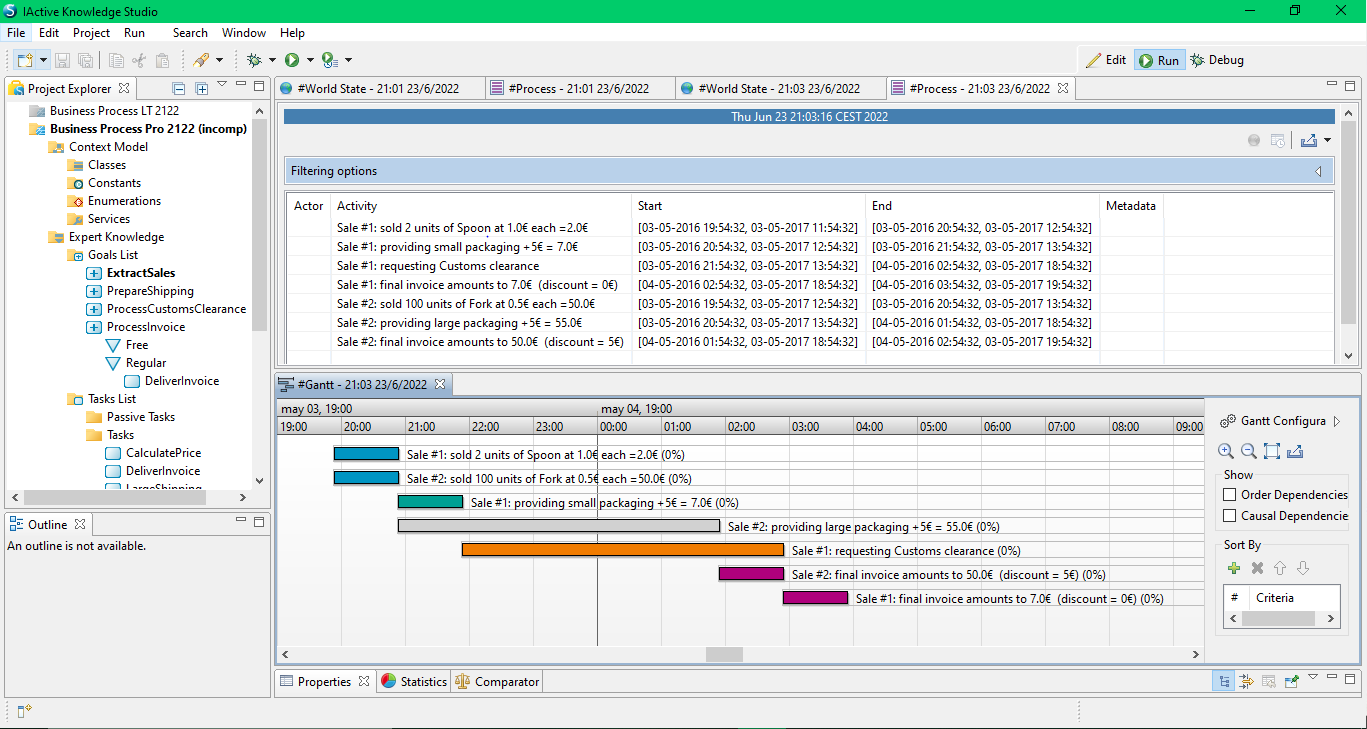 IActive Knowledge Studio
File Edit Project Run Search Window Help
Edit Run Debug
Project Explorer
Business Process LT 2122
Business Process Pro 2122 (incomp)
Context Model
Classes
Constants
Enumerations
Services
Expert Knowledge
Goals List
ExtractSales
PrepareShipping
ProcessCustomsClearance
ProcessInvoice
Free
Regular
DeliverInvoice
Tasks List
Passive Tasks
Tasks
CalculatePrice
DeliverInvoice
LargeShipping
Outline
An outline is not available.
#World State - 21:01 23/6/2022 #Process - 21:01 23/6/2022 #World State - 21:03 23/6/2022 #Process - 21:03 23/6/2022
Thu Jun 23 21:03:16 CEST 2022
Filtering options
Actor Activity Start End Metadata
Sale #1: sold 2 units of Spoon at 1.0€ each =2.0€ [03-05-2016 19:54:32, 03-05-2017 11:54:32] [03-05-2016 20:54:32, 03-05-2017 12:54:32]
Sale #1: providing small packaging +5€ = 7.0€ [03-05-2016 20:54:32, 03-05-2017 12:54:32] [03-05-2016 21:54:32, 03-05-2017 13:54:32]
Sale #1: requesting Customs clearance [03-05-2016 21:54:32, 03-05-2017 13:54:32] [04-05-2016 02:54:32, 03-05-2017 18:54:32]
Sale #1: final invoice amounts to 7.0€ (discount = 0€) [04-05-2016 02:54:32, 03-05-2017 18:54:32] [04-05-2016 03:54:32, 03-05-2017 19:54:32]
Sale #2: sold 100 units of Fork at 0.5€ each =50.0€ [03-05-2016 19:54:32, 03-05-2017 12:54:32] [03-05-2016 20:54:32, 03-05-2017 13:54:32]
Sale #2: providing large packaging +5€ = 55.0€ [03-05-2016 20:54:32, 03-05-2017 13:54:32] [04-05-2016 01:54:32, 03-05-2017 18:54:32]
Sale #2: final invoice amounts to 50.0€ (discount = 5€) [04-05-2016 01:54:32, 03-05-2017 18:54:32] [04-05-2016 02:54:32, 03-05-2017 19:54:32]
#Gantt - 21:03 23/6/2022
may 03, 19:00 may 04, 19:00
19:00 20:00 21:00 22:00 23:00 00:00 01:00 02:00 03:00 04:00 05:00 06:00 07:00 08:00 09:00
Sale #1: sold 2 units of Spoon at 1.0€ each =2.0€ (0%)
Sale #2: sold 100 units of Fork at 0.5€ each =50.0€ (0%)
Sale #1: providing small packaging +5€ = 7.0€ (0%)
Sale #2: providing large packaging +5€ = 55.0€ (0%)
Sale #1: requesting Customs clearance (0%)
Sale #2: final invoice amounts to 50.0€ (discount = 5€) (0%)
Sale #1: final invoice amounts to 7.0€ (discount = 0€) (0%)
Gantt Configura
Show
Order Dependencies
Causal Dependencie
Sort By
# Criteria
Properties Statistics Comparator